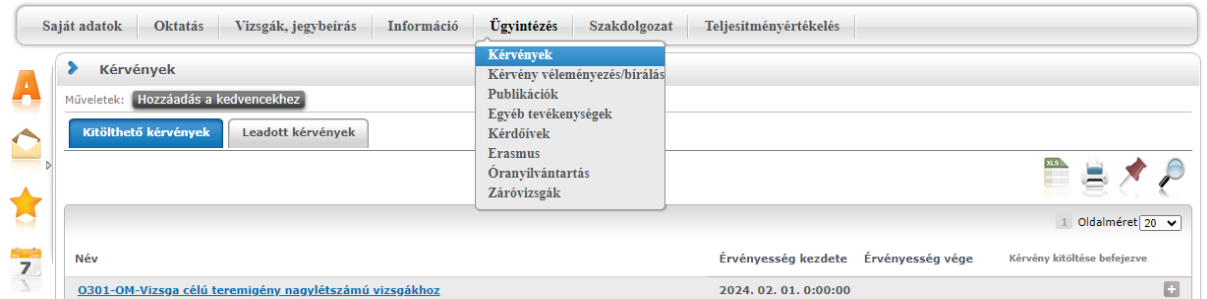 Saját adatok Oktatás Vizsgák, jegybeírás Információ Ügyintézés Szakdolgozat Teljesítményértékelés
Kérvények
Kérvény véleményezés/bírálás
Publikációk
Egyéb tevékenységek
Kérdőívek
Erasmus
Óranyilvántartás
Záróvizsgák
Kérvények
Műveletek: Hozzáadás a kedvencekhez
Kitölthető kérvények Leadott kérvények
XLS
1 Oldalméret 20
7
Név Érvényesség kezdete Érvényesség vége Kérvény kitöltése befejezve
O301-OM-Vizsga célú teremigény nagylétszámú vizsgákhoz 2024. 02. 01. 0:00:00